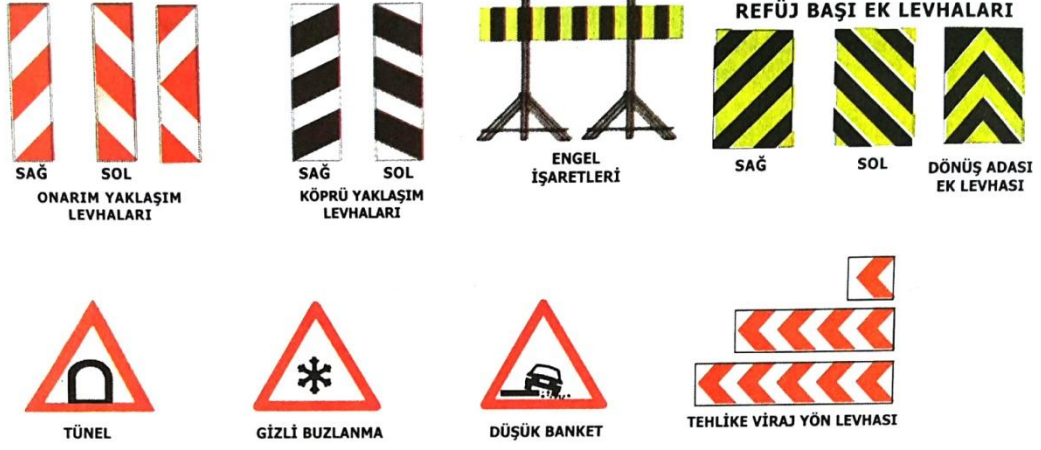 REFÜJ BAŞI EK LEVHALARI
SAĞ
SOL
ONARIM YAKLAŞIM
LEVHALARI
SAĞ
SOL
KÖPRÜ YAKLAŞIM
LEVHALARI
ENGEL
İŞARETLERİ
SAĞ
SOL
DÖNÜŞ ADASI
EK LEVHASI
TÜNEL
GİZLİ BUZLANMA
DÜŞÜK BANKET
TEHLİKE VİRAJ YÖN LEVHASI